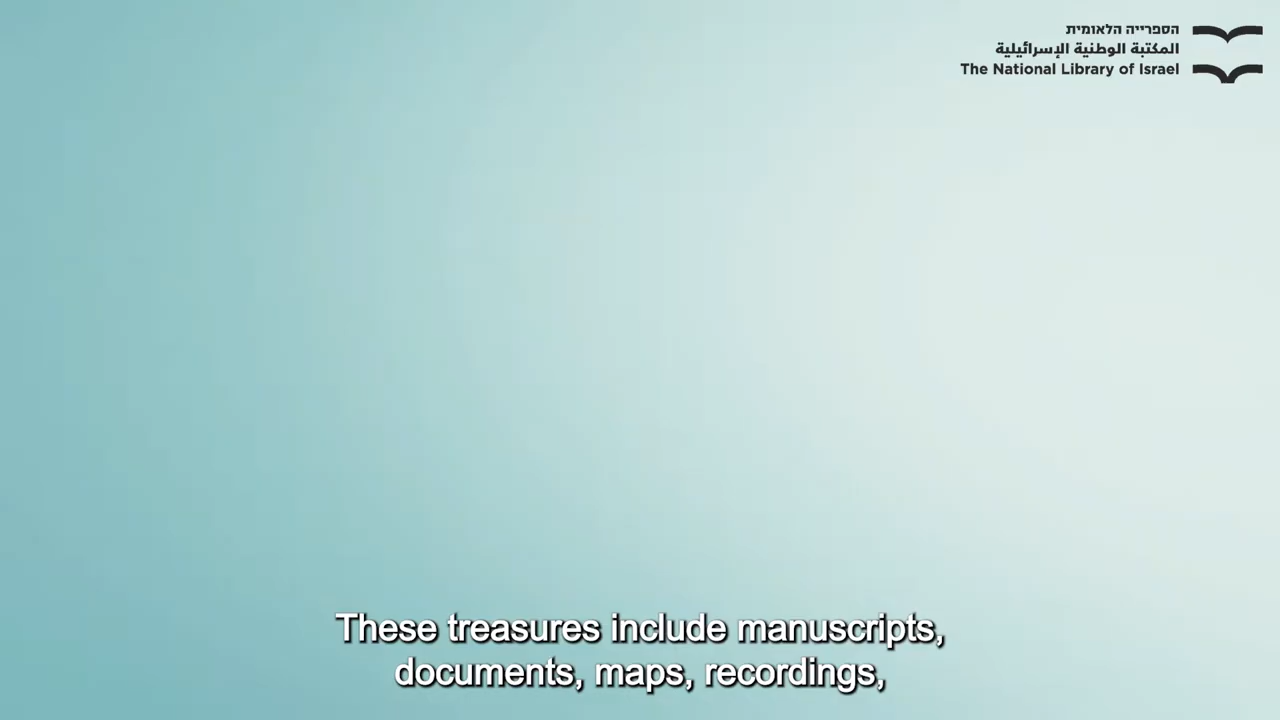 הספרייה הלאומית
المكتبة الوطنية الإسرائيلية
The National Library of Israel
These treasures include manuscripts,
documents, maps, recordings,